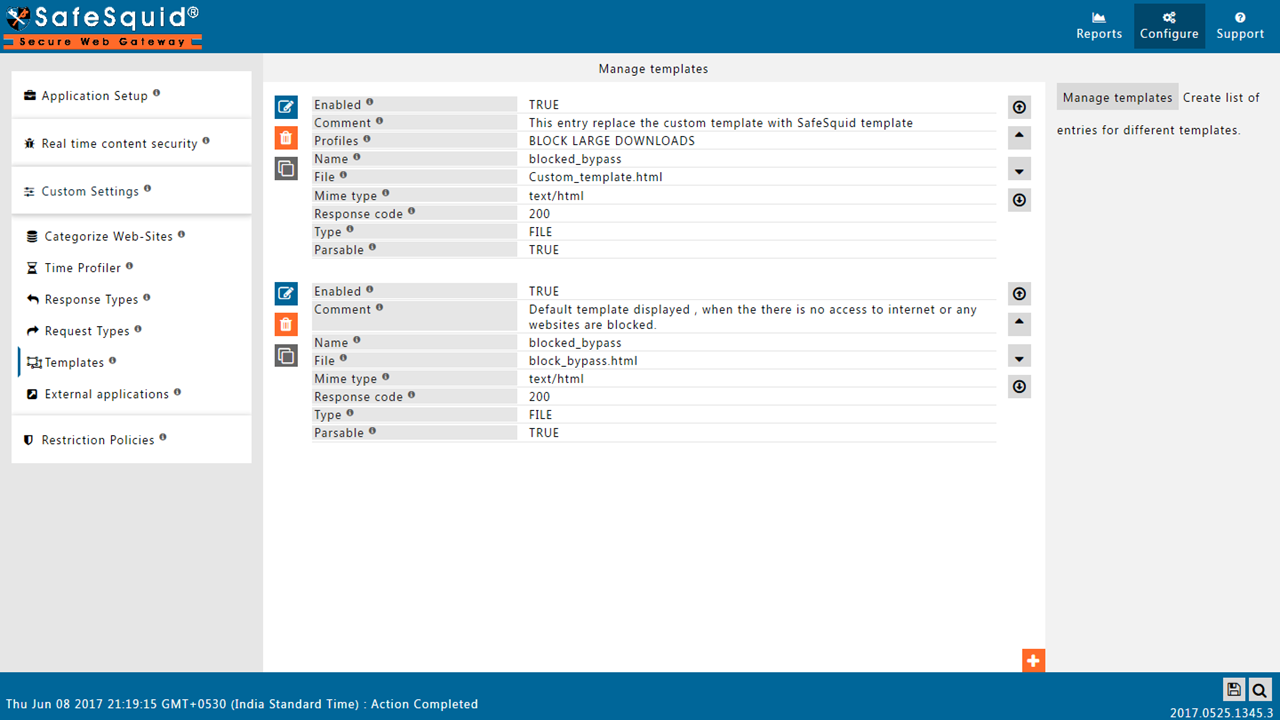 SafeSquid®
Secure Web Gateway
Reports
Configure
Support
Application Setup
Real time content security
Custom Settings
Categorize Web-Sites
Time Profiler
Response Types
Request Types
Templates
External applications
Restriction Policies
Manage templates
Enabled TRUE
Comment This entry replace the custom template with SafeSquid template
Profiles BLOCK LARGE DOWNLOADS
Name blocked_bypass
File Custom_template.html
Mime type text/html
Response code 200
Type FILE
Parsable TRUE
Enabled TRUE
Comment Default template displayed , when the there is no access to internet or any
websites are blocked.
Name blocked_bypass
File block_bypass.html
Mime type text/html
Response code 200
Type FILE
Parsable TRUE
Manage templates Create list of
entries for different templates.
Thu Jun 08 2017 21:19:15 GMT+0530 (India Standard Time) : Action Completed
2017.0525.1345.3